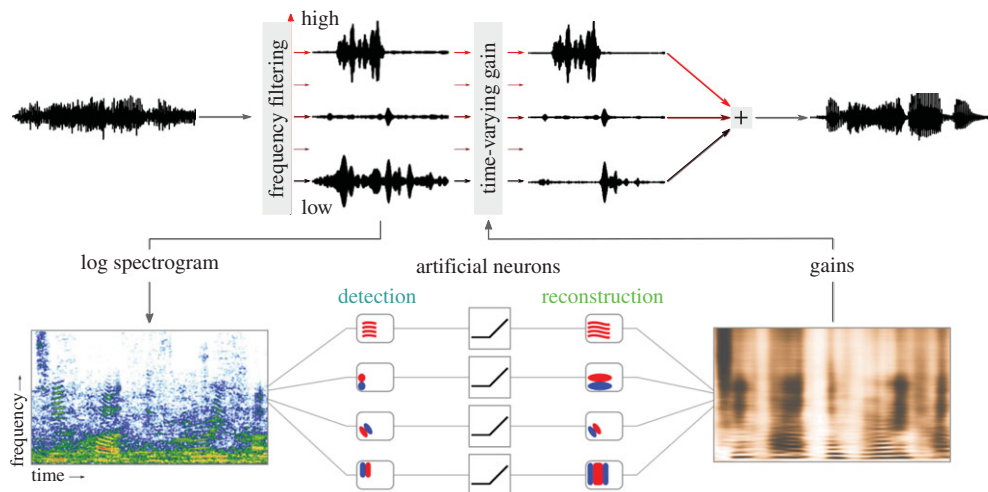 high
frequency filtering
time-varying gain
+
low
log spectrogram
artificial neurons
gains
detection
reconstruction
frequency
time